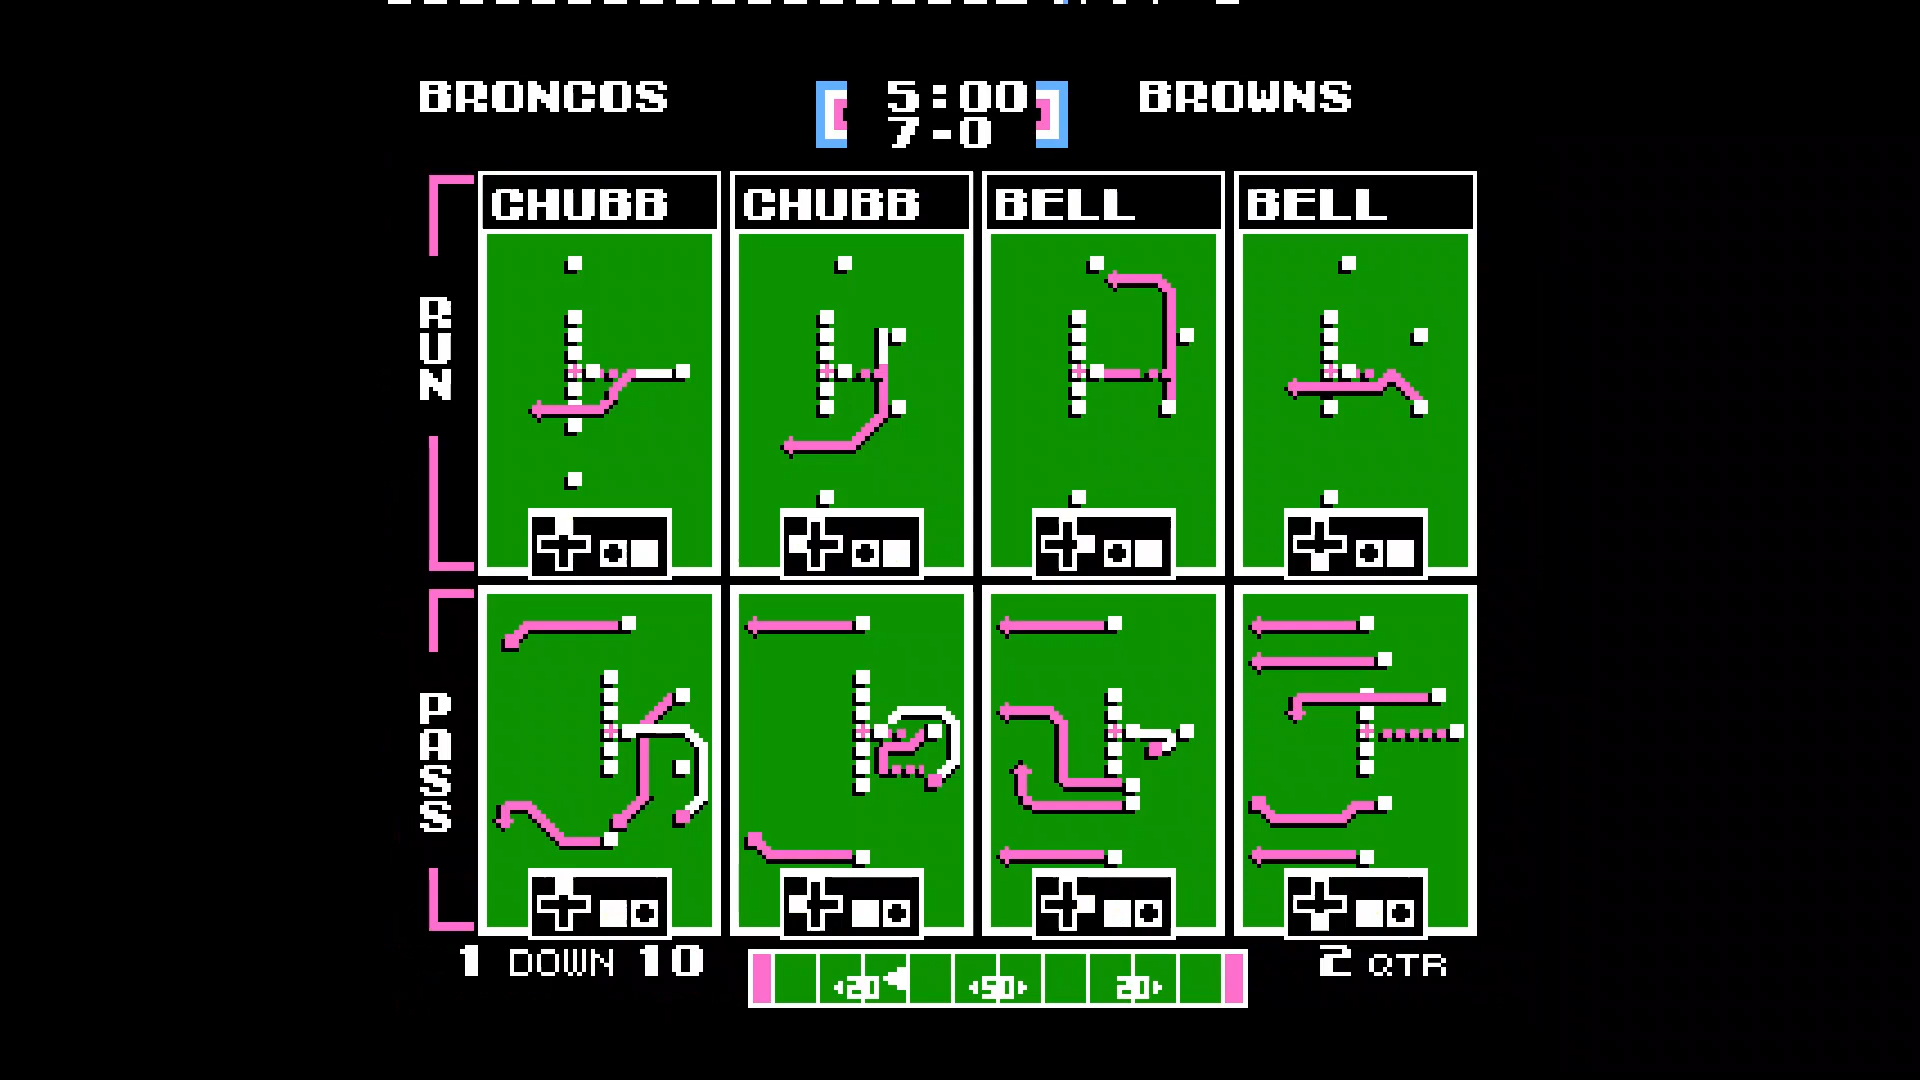 BRONCOS 5:00 BROWNS
7-0
CHUBB CHUBB BELL BELL
RUN
PASS
1 DOWN 10 2 QTR
20 50 20